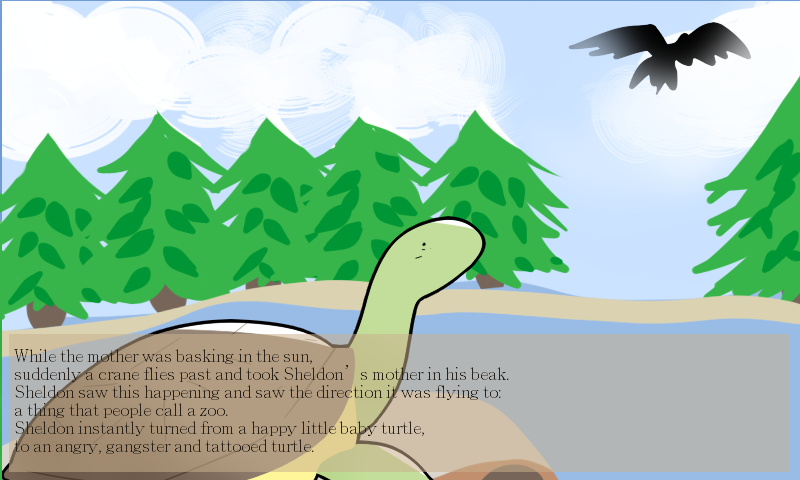 While the mother was basking in the sun,
suddenly a crane flies past and took Sheldon’s mother in his beak.
Sheldon saw this happening and saw the direction it was flying to:
a thing that people call a zoo.
Sheldon instantly turned from a happy little baby turtle,
to an angry, gangster and tattooed turtle.